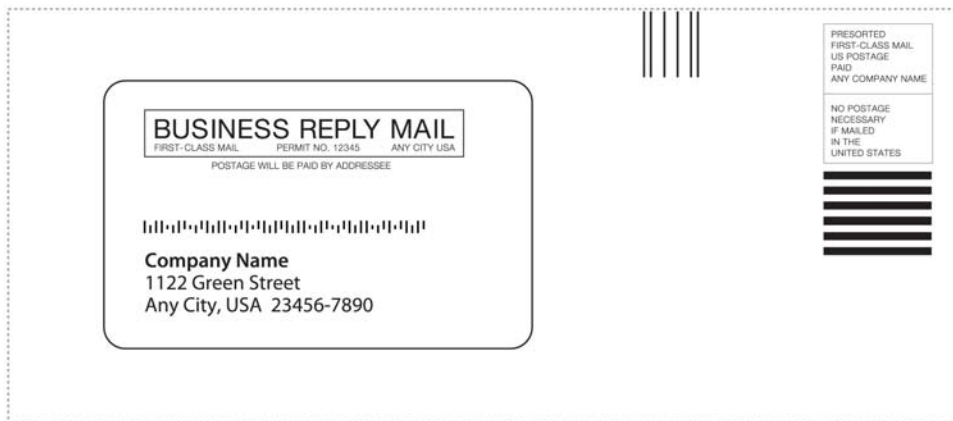 PRESORTED
FIRST-CLASS MAIL
US POSTAGE
PAID
ANY COMPANY NAME
NO POSTAGE
NECESSARY
IF MAILED
IN THE
UNITED STATES
BUSINESS REPLY MAIL
FIRST-CLASS MAIL PERMIT NO. 12345 ANY CITY USA
POSTAGE WILL BE PAID BY ADDRESSEE
Company Name
1122 Green Street
Any City, USA 23456-7890